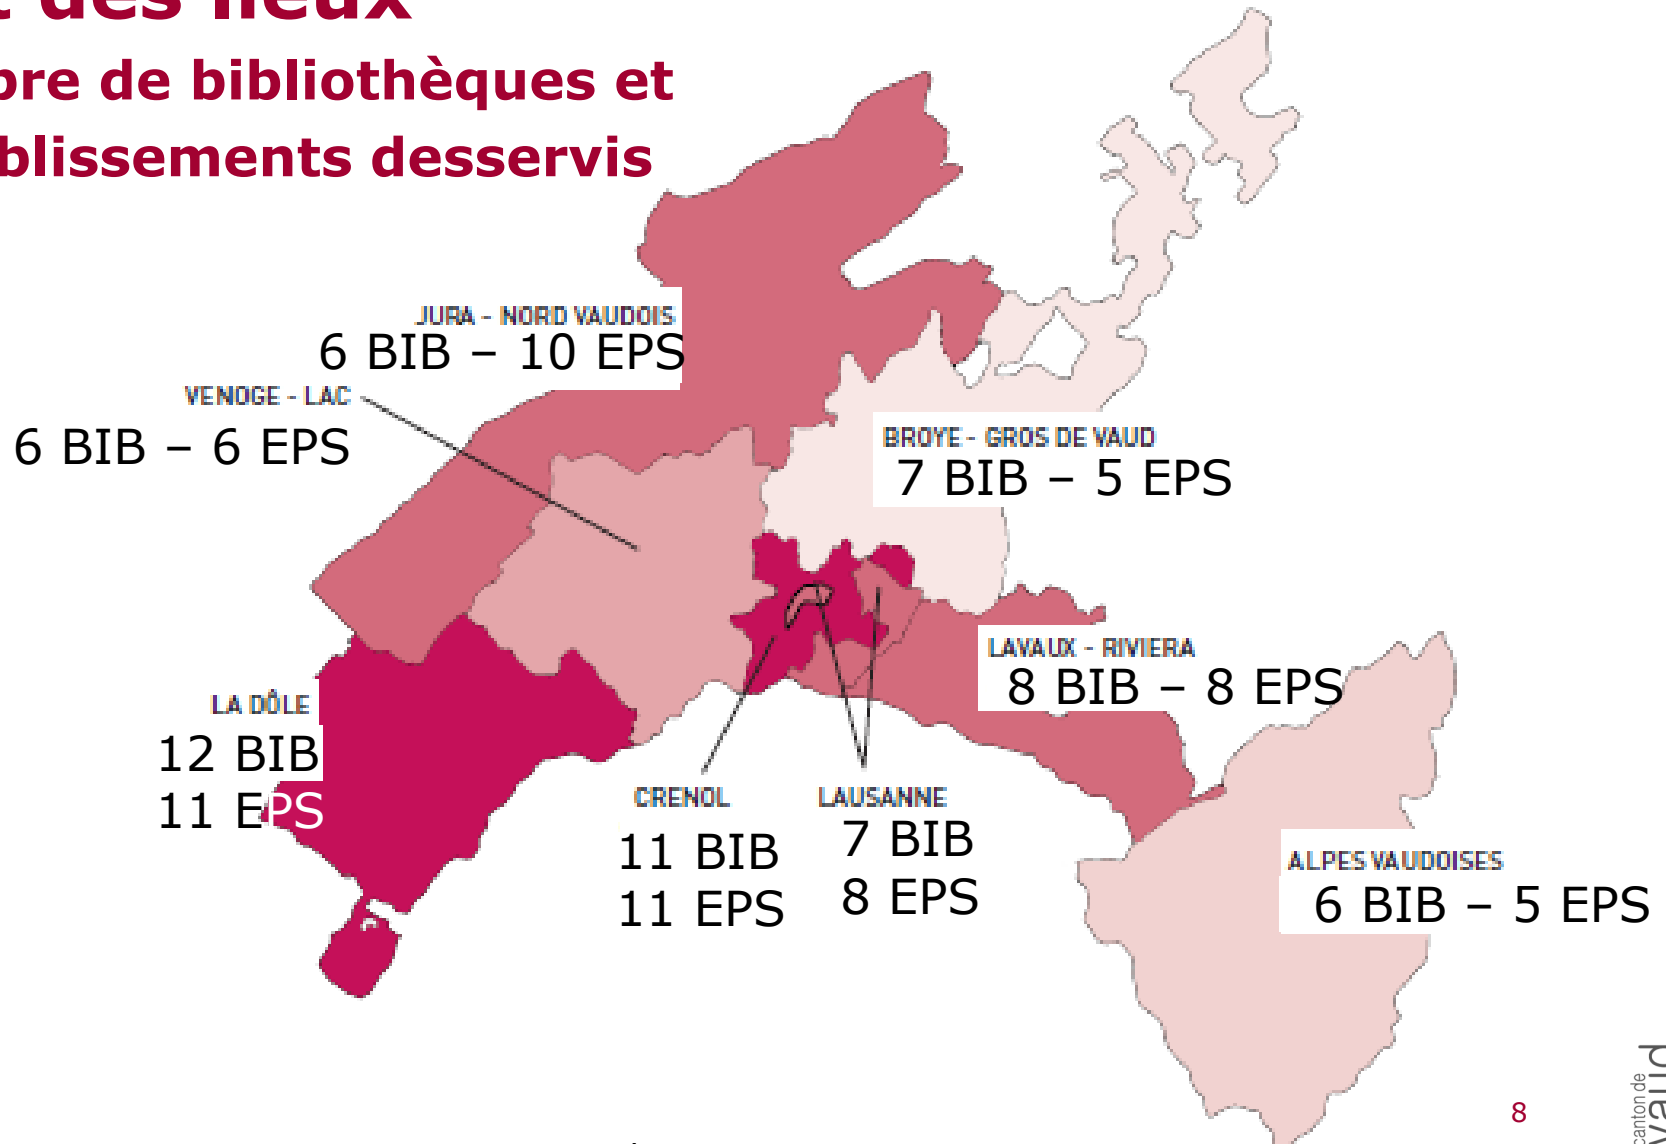 des lieux
de bibliothèques et
desservis
JURA - NORD VAUDOIS
6 BIB – 10 EPS
VENOGE - LAC
6 BIB – 6 EPS
BROYE - GROS DE VAUD
7 BIB – 5 EPS
LAVAUX - RIVIERA
8 BIB – 8 EPS
LA DÔLE
12 BIB
11 EPS
CRENOL
11 BIB
11 EPS
LAUSANNE
7 BIB
8 EPS
ALPES VAUDOISES
6 BIB – 5 EPS
8
canton de
vaud